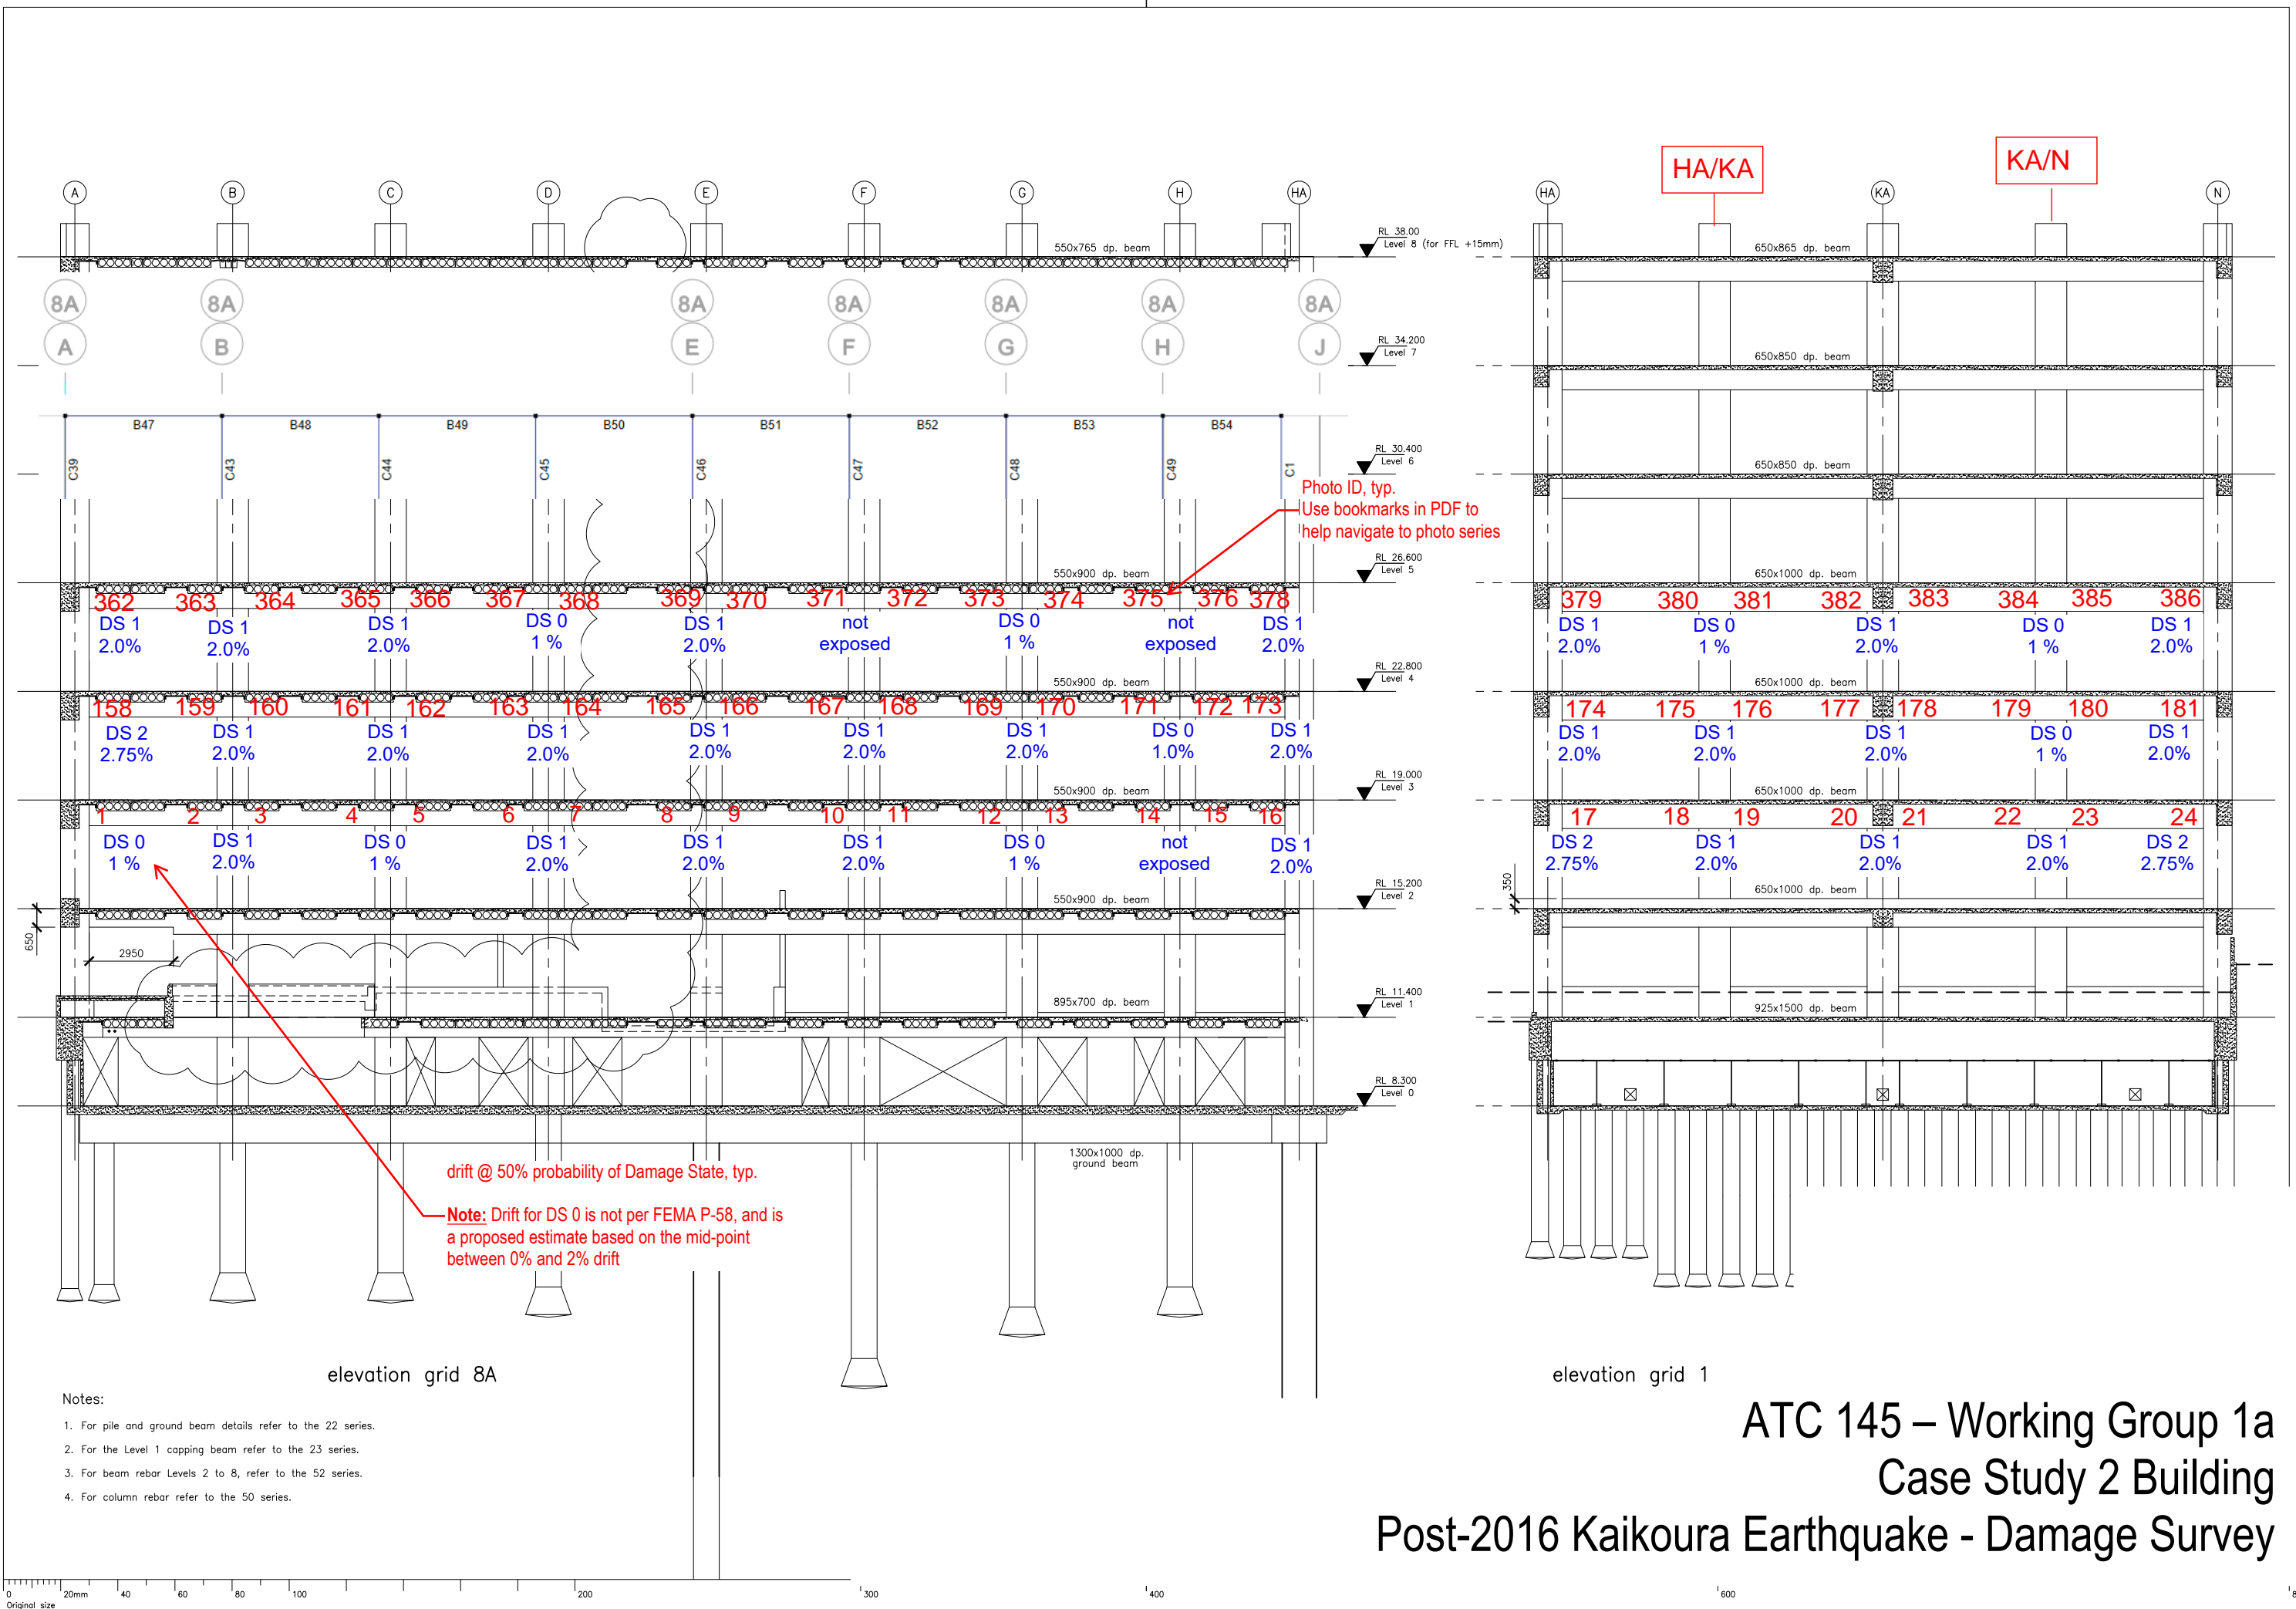 HA/KA
KA/N
A B C D E F G H HA
HA KA N
550x765 dp. beam
RL 38.00
Level 8 (for FFL +15mm)
650x865 dp. beam
8A 8A 8A 8A 8A 8A 8A
A B E F G H J
RL 34.200
Level 7
650x850 dp. beam
B47 B48 B49 B50 B51 B52 B53 B54
C39 C43 C44 C45 C46 C47 C48 C49 C1
RL 30.400
Level 6
650x850 dp. beam
Photo ID, typ.
Use bookmarks in PDF to
help navigate to photo series
RL 26.600
Level 5
550x900 dp. beam
650x1000 dp. beam
362 363 364 365 366 367 368 369 370 371 372 373 374 375 376 378
DS 1 DS 1 DS 1 DS 0 DS 1 not DS 0 not DS 1
2.0% 2.0% 2.0% 1 % 2.0% exposed 1 % exposed 2.0%
379 380 381 382 383 384 385 386
DS 1 DS 0 DS 1 DS 0 DS 1
2.0% 1 % 2.0% 1 % 2.0%
RL 22.800
Level 4
550x900 dp. beam
650x1000 dp. beam
158 159 160 161 162 163 164 165 166 167 168 169 170 171 172 173
DS 2 DS 1 DS 1 DS 1 DS 1 DS 1 DS 1 DS 0 DS 1
2.75% 2.0% 2.0% 2.0% 2.0% 2.0% 2.0% 1.0% 2.0%
174 175 176 177 178 179 180 181
DS 1 DS 1 DS 1 DS 0 DS 1
2.0% 2.0% 2.0% 1 % 2.0%
RL 19.000
Level 3
550x900 dp. beam
650x1000 dp. beam
1 2 3 4 5 6 7 8 9 10 11 12 13 14 15 16
DS 0 DS 1 DS 0 DS 1 DS 1 DS 1 DS 0 not DS 1
1 % 2.0% 1 % 2.0% 2.0% 2.0% 1 % exposed 2.0%
17 18 19 20 21 22 23 24
DS 2 DS 1 DS 1 DS 1 DS 2
2.75% 2.0% 2.0% 2.0% 2.75%
RL 15.200
Level 2
550x900 dp. beam
650x1000 dp. beam
350
650
2950
RL 11.400
Level 1
895x700 dp. beam
925x1500 dp. beam
RL 8.300
Level 0
1300x1000 dp.
ground beam
drift @ 50% probability of Damage State, typ.
Note: Drift for DS 0 is not per FEMA P-58, and is
a proposed estimate based on the mid-point
between 0% and 2% drift
elevation grid 8A
elevation grid 1
Notes:
1. For pile and ground beam details refer to the 22 series.
2. For the Level 1 capping beam refer to the 23 series.
3. For beam rebar Levels 2 to 8, refer to the 52 series.
4. For column rebar refer to the 50 series.
ATC 145 – Working Group 1a
Case Study 2 Building
Post-2016 Kaikoura Earthquake - Damage Survey
0 20mm 40 60 80 100 200 300 400 600 8
Original size